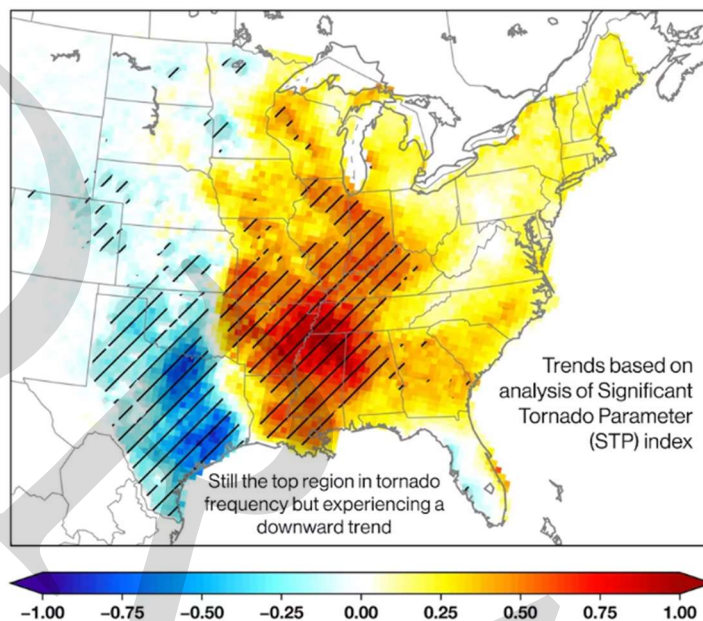 Trends based on
analysis of Significant
Tornado Parameter
(STP) index
Still the top region in tornado
frequency but experiencing a
downward trend
−1.00 −0.75 −0.50 −0.25 0.00 0.25 0.50 0.75 1.00